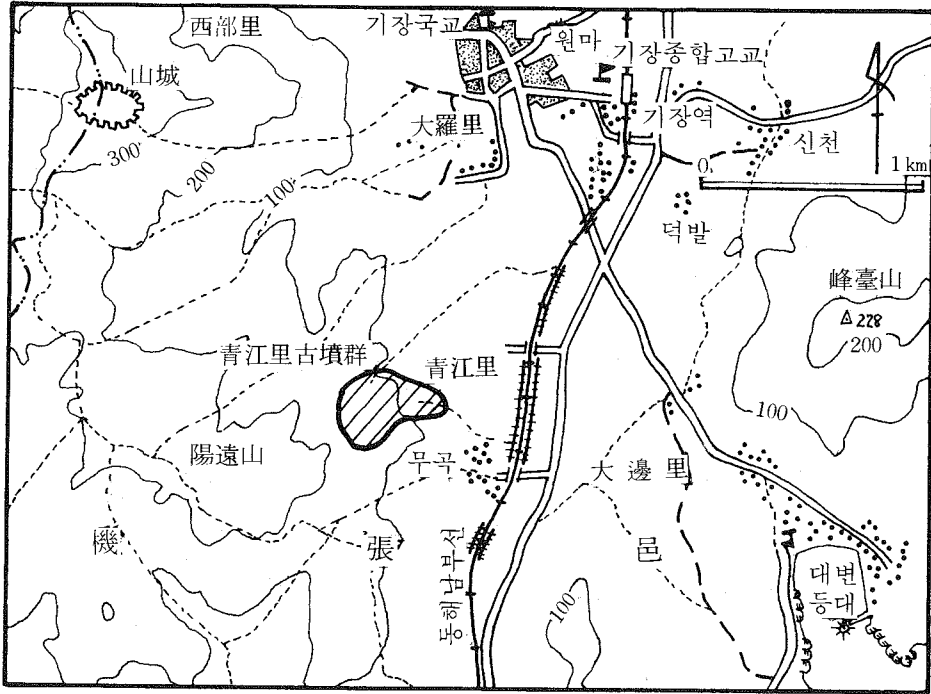 西部里
기장국교
원마
기장종합고교
山城
大羅里
기장역
신천
300
200
100
0
1km
덕발
峰臺山
228
200
靑江里古墳群
靑江里
100
陽遠山
무곡
大邊里
機
張
邑
동해남부선
100
대변
등대